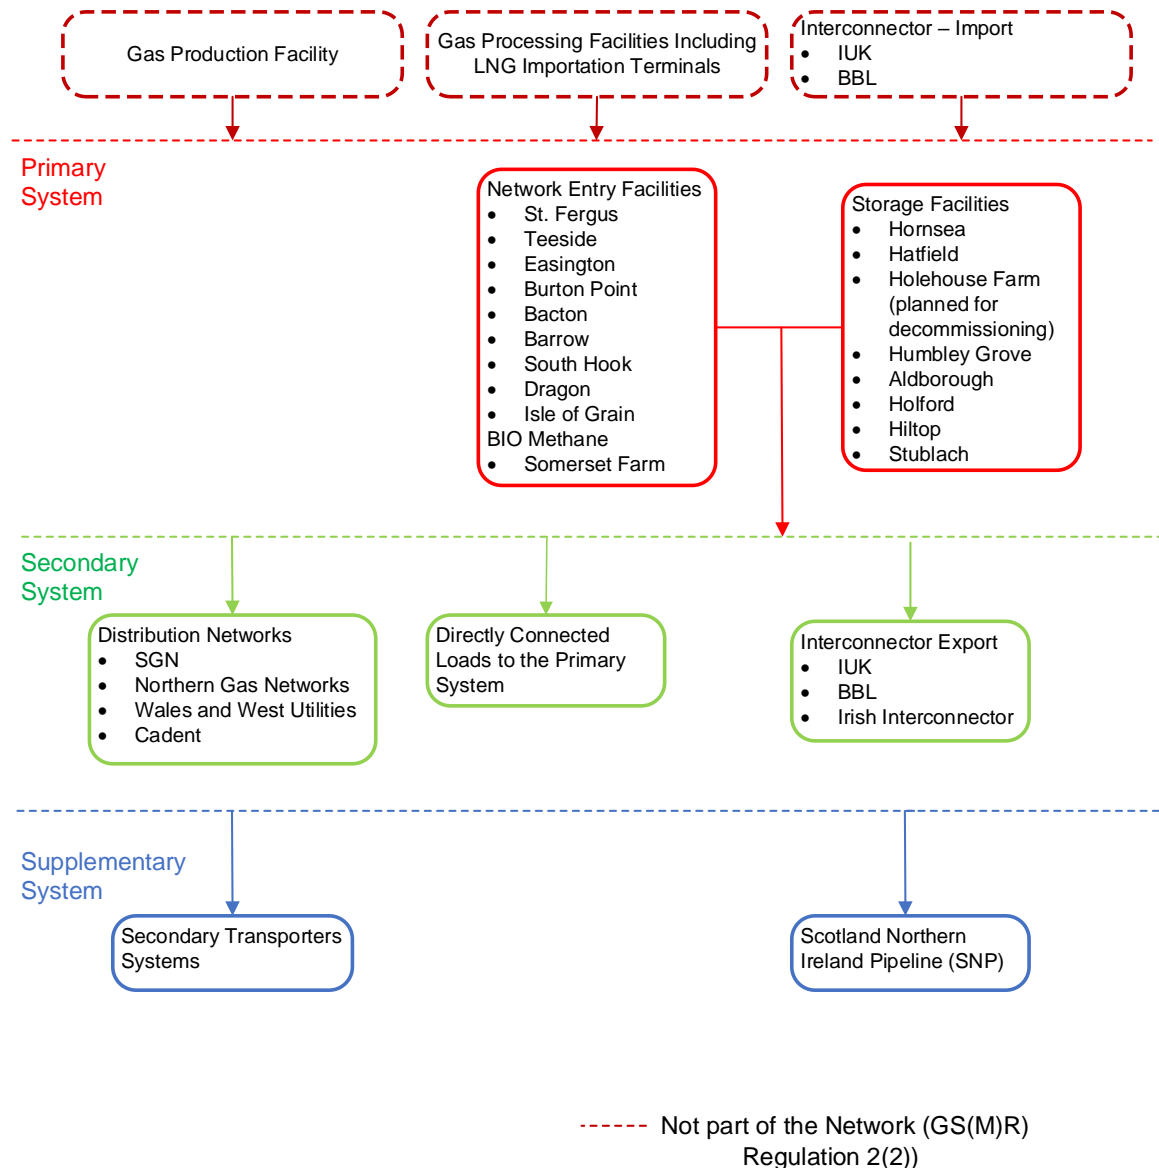 Gas Production Facility
Gas Processing Facilities Including
LNG Importation Terminals
Interconnector – Import
• IUK
• BBL
Primary
System
Network Entry Facilities
• St. Fergus
• Teeside
• Easington
• Burton Point
• Bacton
• Barrow
• South Hook
• Dragon
• Isle of Grain
BIO Methane
• Somerset Farm
Storage Facilities
• Hornsea
• Hatfield
• Holehouse Farm
(planned for
decommissioning)
• Humbley Grove
• Aldborough
• Holford
• Hiltop
• Stublach
Secondary
System
Distribution Networks
• SGN
• Northern Gas Networks
• Wales and West Utilities
• Cadent
Directly Connected
Loads to the Primary
System
Interconnector Export
• IUK
• BBL
• Irish Interconnector
Supplementary
System
Secondary Transporters
Systems
Scotland Northern
Ireland Pipeline (SNP)
Not part of the Network (GS(M)R)
Regulation 2(2))